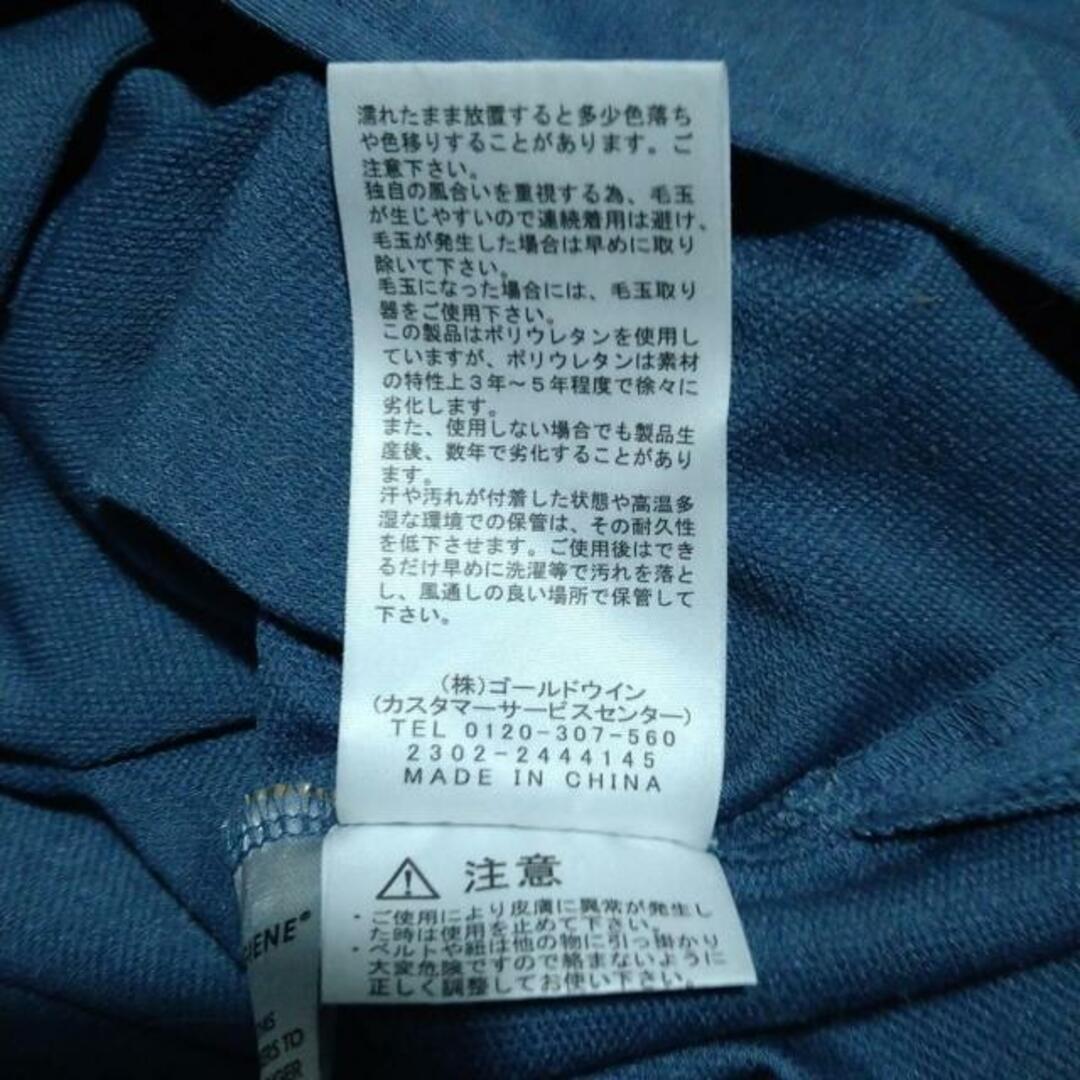 濡れたまま放置すると多少色落ち
や色移りすることがあります。ご
注意下さい。
独自の風合いを重視する為、毛玉
が生じやすいので連続着用は避け、
毛玉が発生した場合は早めに取り
除いて下さい。
毛玉になった場合には、毛玉取り
器をご使用下さい。
この製品はポリウレタンを使用し
ていますが、ポリウレタンは素材
の特性上３年～５年程度で徐々に
劣化します。
また、使用しない場合でも製品生
産後、数年で劣化することがあり
ます。
汗や汚れが付着した状態や高温多
湿な環境での保管は、その耐久性
を低下させます。ご使用後はでき
るだけ早めに洗濯等で汚れを落と
し、風通しの良い場所で保管して
下さい。
(株)ゴールドウイン
(カスタマーサービスセンター)
TEL 0120-307-560
2302-2444145
MADE IN CHINA
注意
・ご使用により皮膚に異常が発生し
た時は使用を止めて下さい。
・ベルトや紐は他の物に引っ掛かり
大変危険ですので絡まないように
正しく調整してお使い下さい。
IENE®
TO
GER